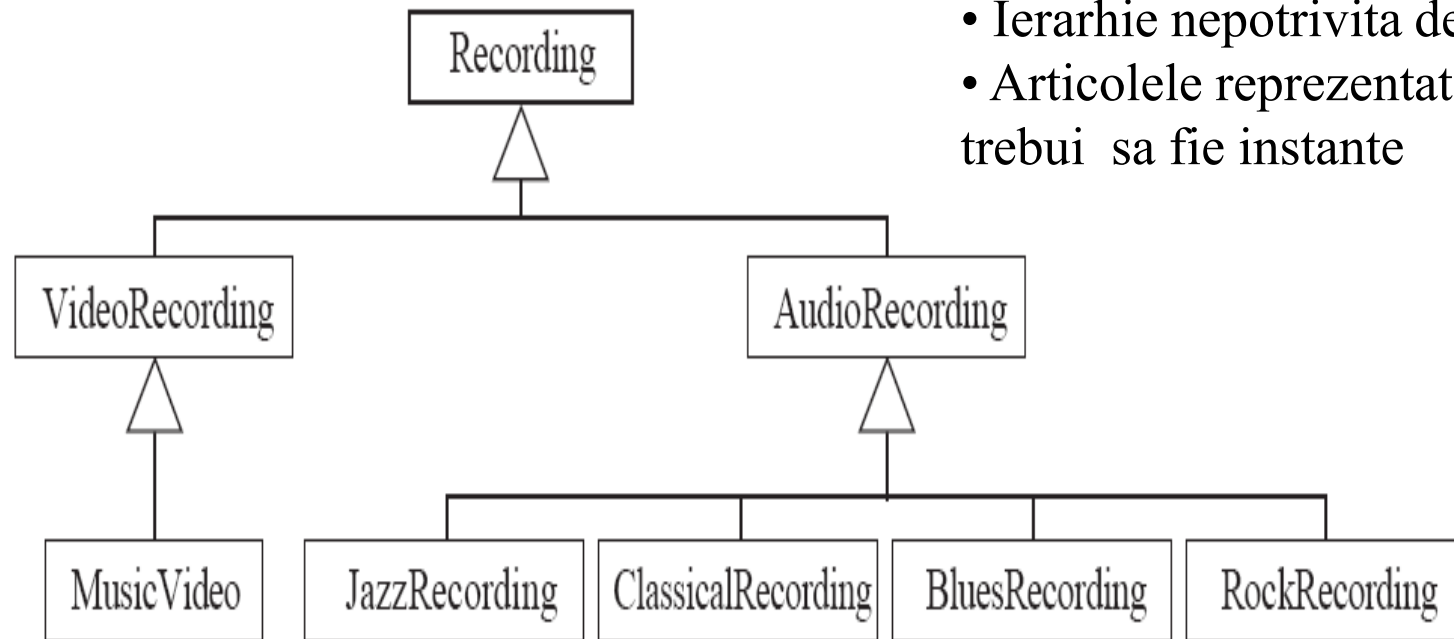 Recording
• Ierarhie nepotrivita de
• Articolele reprezentat
trebui sa fie instante
VideoRecording
AudioRecording
MusicVideo
JazzRecording
ClassicalRecording
BluesRecording
RockRecording